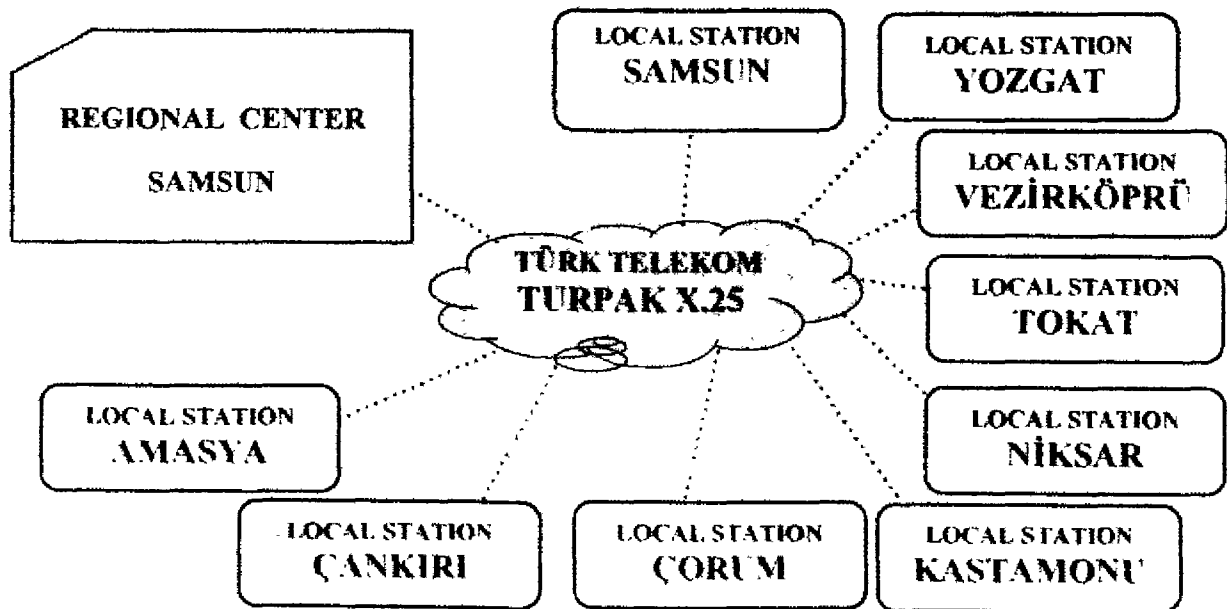 REGIONAL CENTER
SAMSUN
LOCAL STATION
SAMSUN
LOCAL STATION
YOZGAT
LOCAL STATION
VEZİRKÖPRÜ
TÜRK TELEKOM
TURPAK X.25
LOCAL STATION
TOKAT
LOCAL STATION
AMASYA
LOCAL STATION
NİKSAR
LOCAL STATION
ÇANKIRI
LOCAL STATION
ÇORUM
LOCAL STATION
KASTAMONU